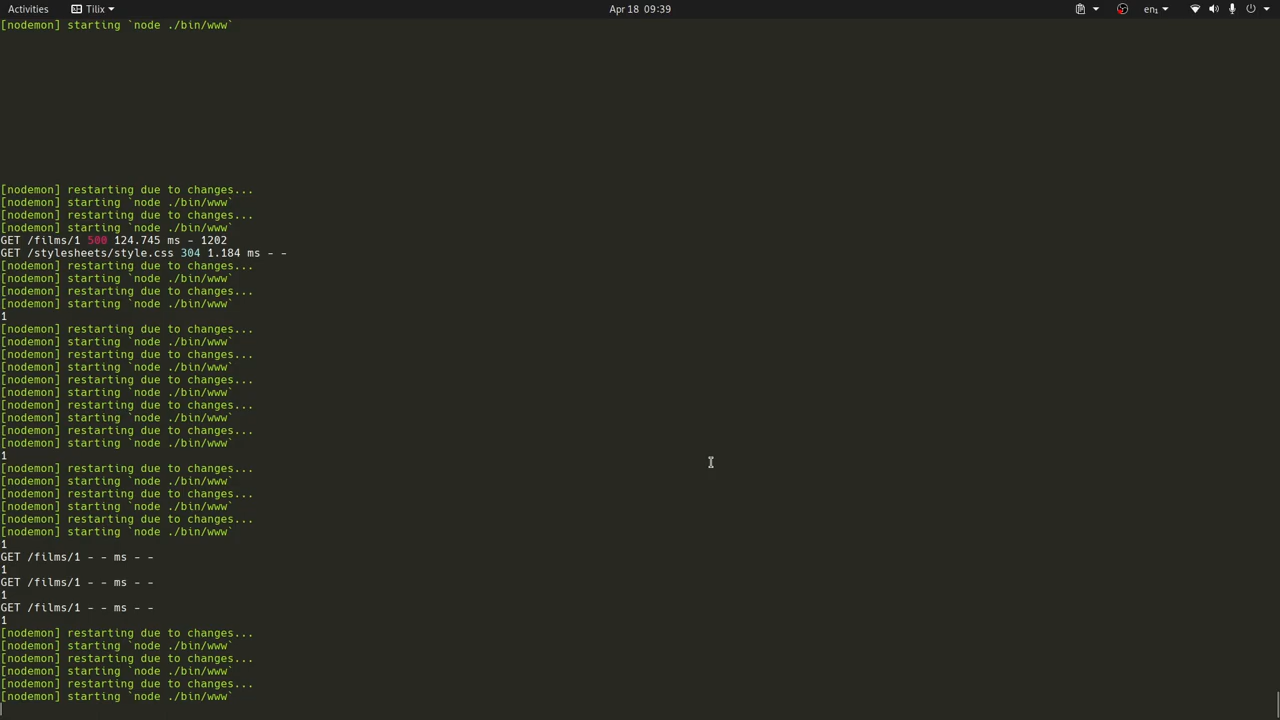 Activities Tilix Apr 18 09:39 en₁
[nodemon] starting `node ./bin/www`
[nodemon] restarting due to changes...
[nodemon] starting `node ./bin/www`
[nodemon] restarting due to changes...
[nodemon] starting `node ./bin/www`
GET /films/1 500 124.745 ms - 1202
GET /stylesheets/style.css 304 1.184 ms - -
[nodemon] restarting due to changes...
[nodemon] starting `node ./bin/www`
[nodemon] restarting due to changes...
[nodemon] starting `node ./bin/www`
1
[nodemon] restarting due to changes...
[nodemon] starting `node ./bin/www`
[nodemon] restarting due to changes...
[nodemon] starting `node ./bin/www`
[nodemon] restarting due to changes...
[nodemon] starting `node ./bin/www`
[nodemon] restarting due to changes...
[nodemon] starting `node ./bin/www`
[nodemon] restarting due to changes...
[nodemon] starting `node ./bin/www`
1
[nodemon] restarting due to changes...
[nodemon] starting `node ./bin/www`
[nodemon] restarting due to changes...
[nodemon] starting `node ./bin/www`
[nodemon] restarting due to changes...
[nodemon] starting `node ./bin/www`
1
GET /films/1 - - ms - -
1
GET /films/1 - - ms - -
1
GET /films/1 - - ms - -
1
[nodemon] restarting due to changes...
[nodemon] starting `node ./bin/www`
[nodemon] restarting due to changes...
[nodemon] starting `node ./bin/www`
[nodemon] restarting due to changes...
[nodemon] starting `node ./bin/www`